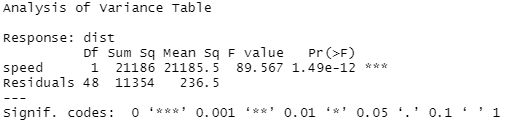 Analysis of Variance Table
Response: dist
Df Sum Sq Mean Sq F value Pr(>F)
speed 1 21186 21185.5 89.567 1.49e-12 ***
Residuals 48 11354 236.5
---
Signif. codes: 0 ‘***’ 0.001 ‘**’ 0.01 ‘*’ 0.05 ‘.’ 0.1 ‘ ’ 1